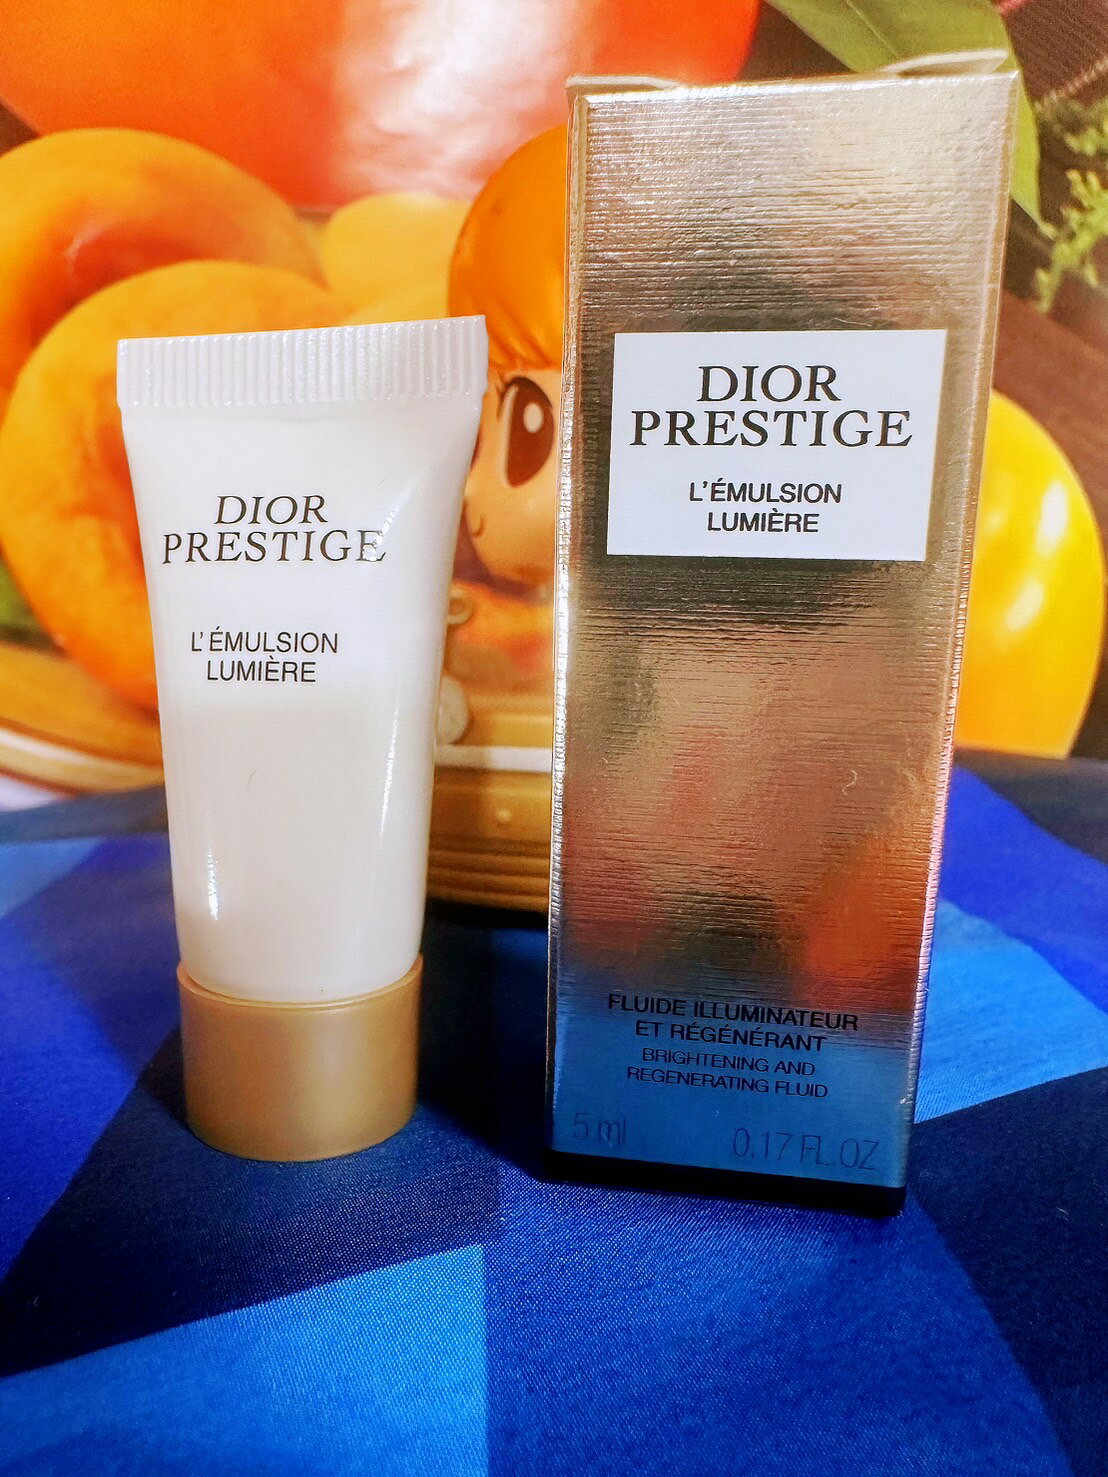 DIOR
PRESTIGE
L'ÉMULSION
LUMIÈRE
DIOR
PRESTIGE
L'ÉMULSION
LUMIÈRE
FLUIDE ILLUMINATEUR
ET RÉGÉNÉRANT
BRIGHTENING AND
REGENERATING FLUID
5 ml 0.17 FL.OZ